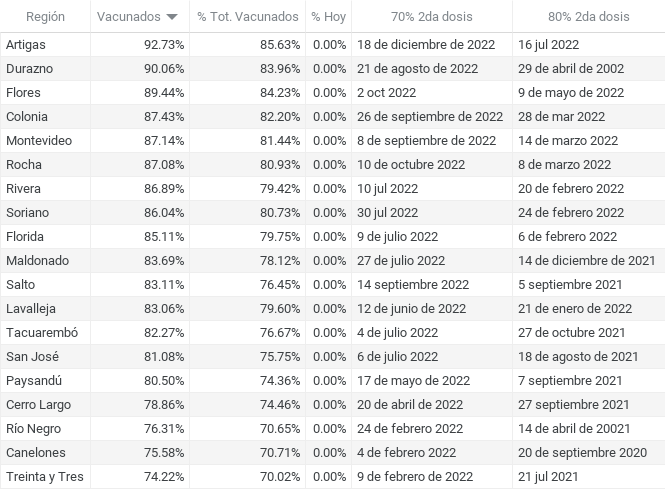 Región Vacunados % Tot. Vacunados % Hoy 70% 2da dosis 80% 2da dosis
Artigas 92.73% 85.63% 0.00% 18 de diciembre de 2022 16 jul 2022
Durazno 90.06% 83.96% 0.00% 21 de agosto de 2022 29 de abril de 2002
Flores 89.44% 84.23% 0.00% 2 oct 2022 9 de mayo de 2022
Colonia 87.43% 82.20% 0.00% 26 de septiembre de 2022 28 de mar 2022
Montevideo 87.14% 81.44% 0.00% 8 de septiembre de 2022 14 de marzo 2022
Rocha 87.08% 80.93% 0.00% 10 de octubre 2022 8 de marzo 2022
Rivera 86.89% 79.42% 0.00% 10 jul 2022 20 de febrero 2022
Soriano 86.04% 80.73% 0.00% 30 jul 2022 24 de febrero 2022
Florida 85.11% 79.75% 0.00% 9 de julio 2022 6 de febrero 2022
Maldonado 83.69% 78.12% 0.00% 27 de julio 2022 14 de diciembre de 2021
Salto 83.11% 76.45% 0.00% 14 septiembre 2022 5 septiembre 2021
Lavalleja 83.06% 79.60% 0.00% 12 de junio de 2022 21 de enero de 2022
Tacuarembó 82.27% 76.67% 0.00% 4 de julio 2022 27 de octubre 2021
San José 81.08% 75.75% 0.00% 6 de julio 2022 18 de agosto de 2021
Paysandú 80.50% 74.36% 0.00% 17 de mayo de 2022 7 septiembre 2021
Cerro Largo 78.86% 74.46% 0.00% 20 de abril de 2022 27 septiembre 2021
Río Negro 76.31% 70.65% 0.00% 24 de febrero 2022 14 de abril de 20021
Canelones 75.58% 70.71% 0.00% 4 de febrero 2022 20 de septiembre 2020
Treinta y Tres 74.22% 70.02% 0.00% 9 de febrero de 2022 21 jul 2021